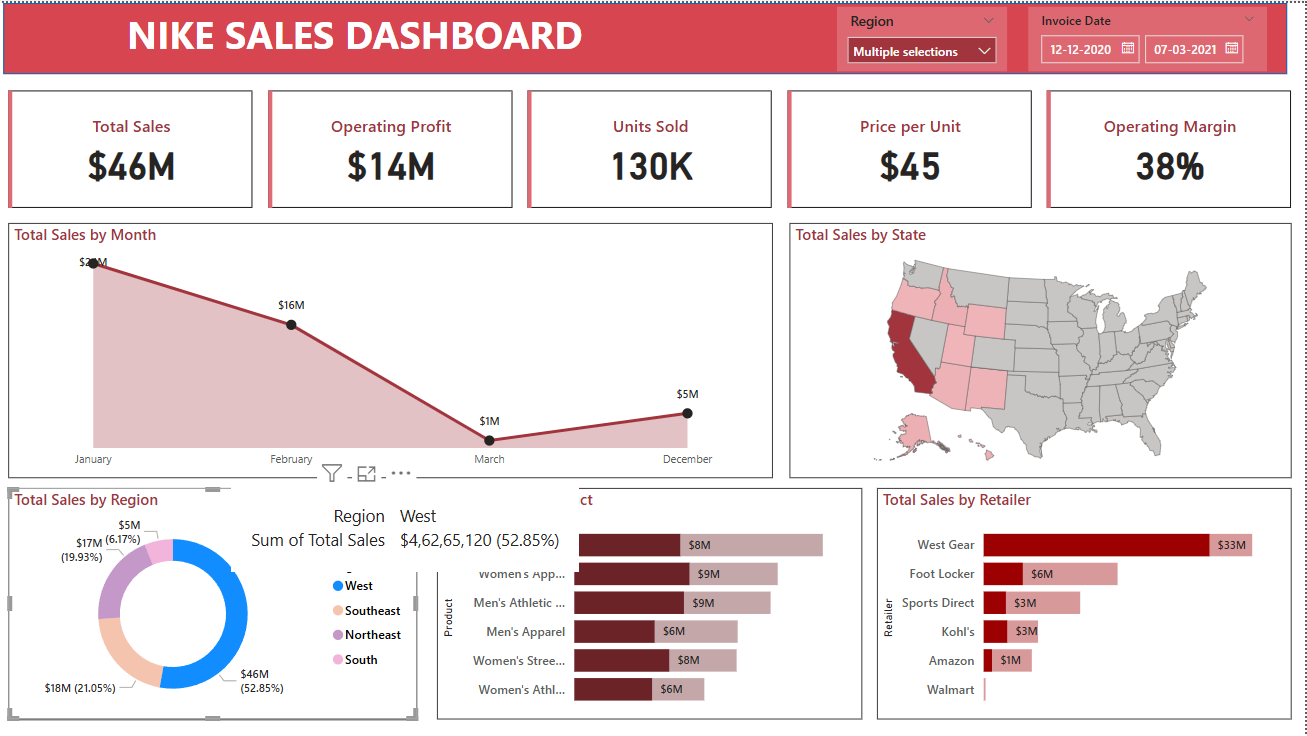 NIKE SALES DASHBOARD
Region
Multiple selections
Invoice Date
12-12-2020
07-03-2021
Total Sales
$46M
Operating Profit
$14M
Units Sold
130K
Price per Unit
$45
Operating Margin
38%
Total Sales by Month
$16M
$1M
$5M
January
February
March
December
Total Sales by State
Total Sales by Region
$5M
(6.17%)
$17M
(19.93%)
$18M (21.05%)
$46M
(52.85%)
Region West
Sum of Total Sales $4,62,65,120 (52.85%)
West
Southeast
Northeast
South
ct
Product
$8M
Women's App... $9M
Men's Athletic ... $9M
Men's Apparel $6M
Women's Stree... $8M
Women's Athl... $6M
Total Sales by Retailer
Retailer
West Gear $33M
Foot Locker $6M
Sports Direct $3M
Kohl's $3M
Amazon $1M
Walmart